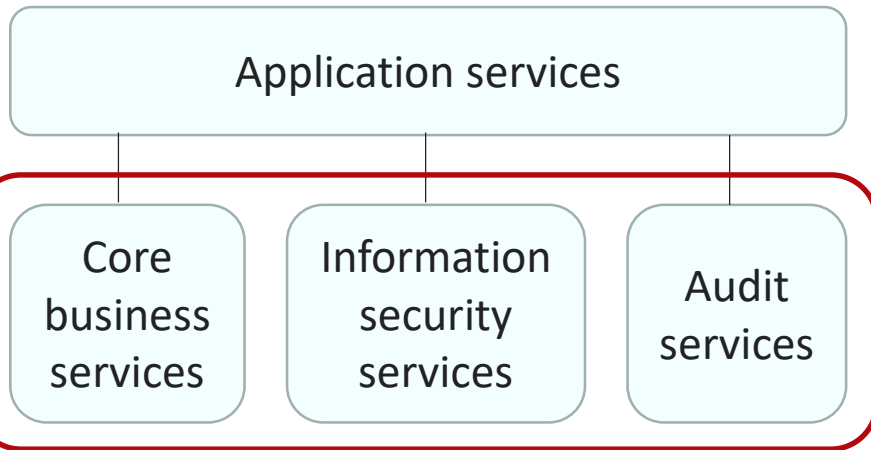 Application services
Core
business
services
Information
security
services
Audit
services